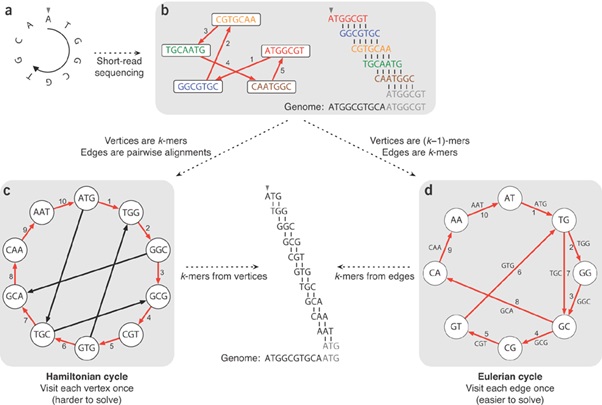 a
A
T
G
G
C
G
T
G
C
A
Short-read
sequencing
b
CGTGCAA
TGCAATG
ATGGCGT
GGCGTGC
CAATGGC
1
2
3
4
5
ATGGCGT
GGCGTGC
CGTGCAA
TGCAATG
CAATGGC
ATGGCGT
Genome: ATGGCGTGCAATGGCGT
Vertices are k-mers
Edges are pairwise alignments
Vertices are (k–1)-mers
Edges are k-mers
c
ATG
TGG
GGC
GCG
CGT
GTG
TGC
GCA
CAA
AAT
1
2
3
4
5
6
7
8
9
10
Hamiltonian cycle
Visit each vertex once
(harder to solve)
k-mers from vertices
ATG
TGG
GGC
GCG
CGT
GTG
TGC
GCA
CAA
AAT
ATG
Genome: ATGGCGTGCAATG
k-mers from edges
d
AT
TG
GG
GC
CG
GT
CA
AA
ATG
1
TGG
2
GGC
3
GCG
4
CGT
5
GTG
6
TGC
7
GCA
8
CAA
9
AAT
10
Eulerian cycle
Visit each edge once
(easier to solve)